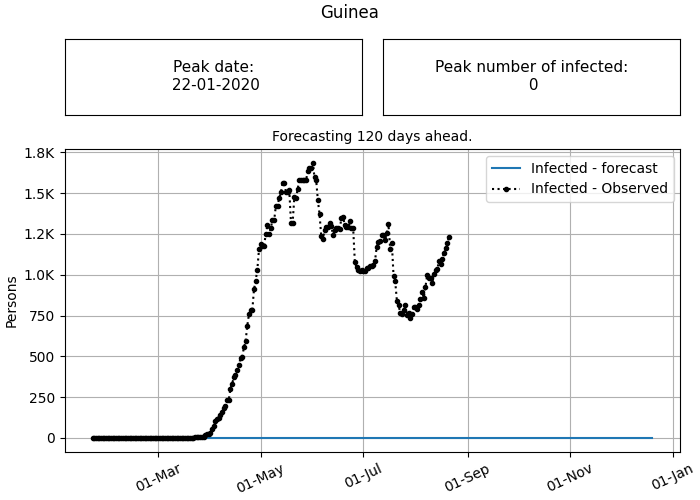 Guinea
Peak date:
22-01-2020
Peak number of infected:
0
Forecasting 120 days ahead.
Infected - forecast
Infected - Observed
Persons
1.8K
1.5K
1.2K
1.0K
750
500
250
0
01-Mar
01-May
01-Jul
01-Sep
01-Nov
01-Jan